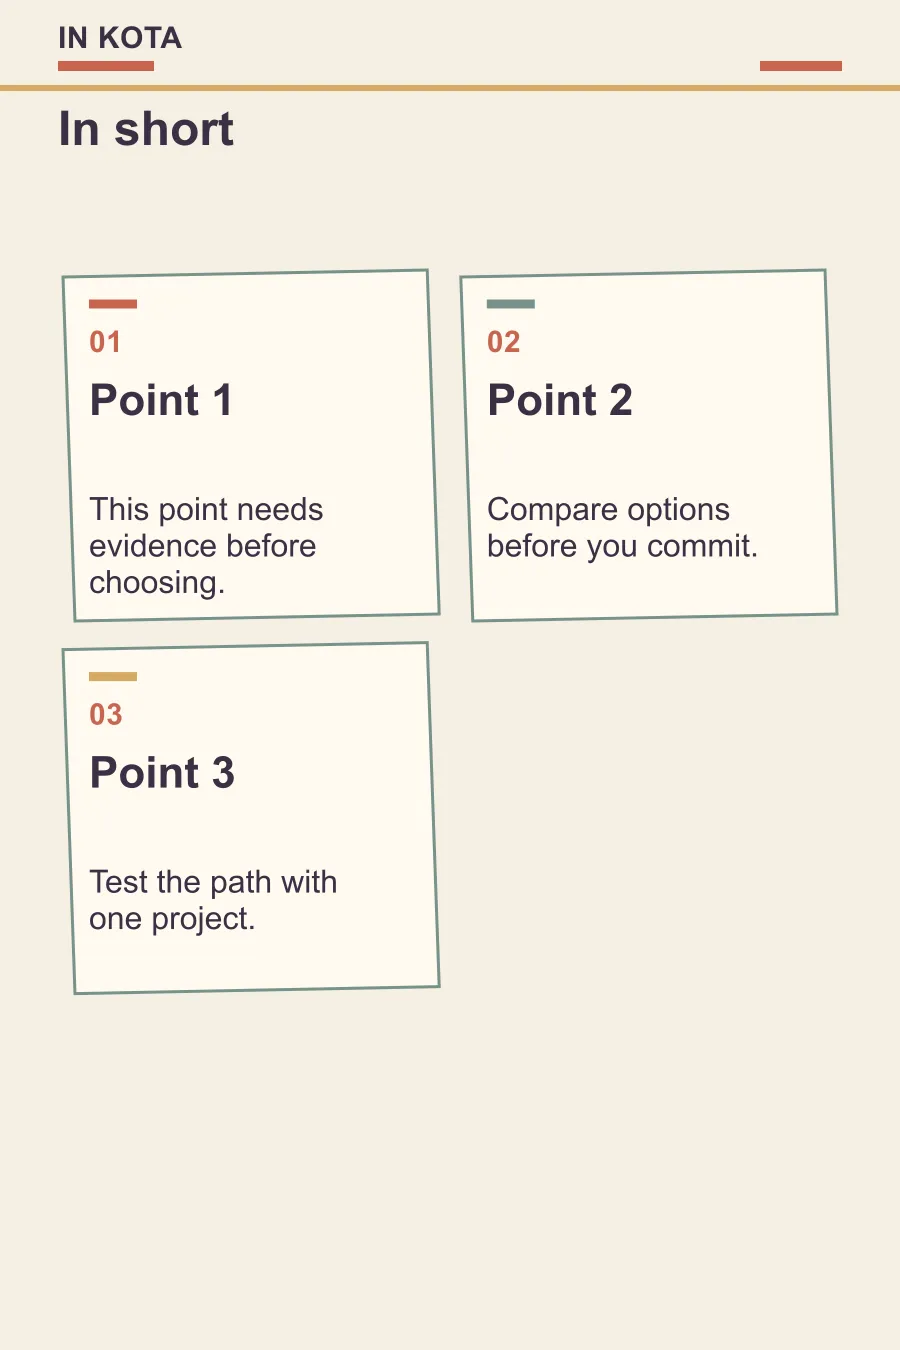 IN KOTA
In short
01
Point 1
This point needs
evidence before
choosing.
02
Point 2
Compare options
before you commit.
03
Point 3
Test the path with
one project.